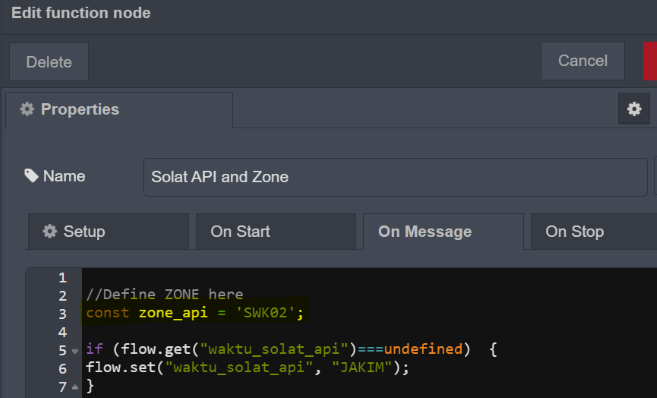 Edit function node
Delete
Cancel
Properties
Name
Solat API and Zone
Setup
On Start
On Message
On Stop
1
2 //Define ZONE here
3 const zone_api = 'SWK02';
4
5 if (flow.get("waktu_solat_api")===undefined)  {
6 flow.set("waktu_solat_api", "JAKIM");
7 }